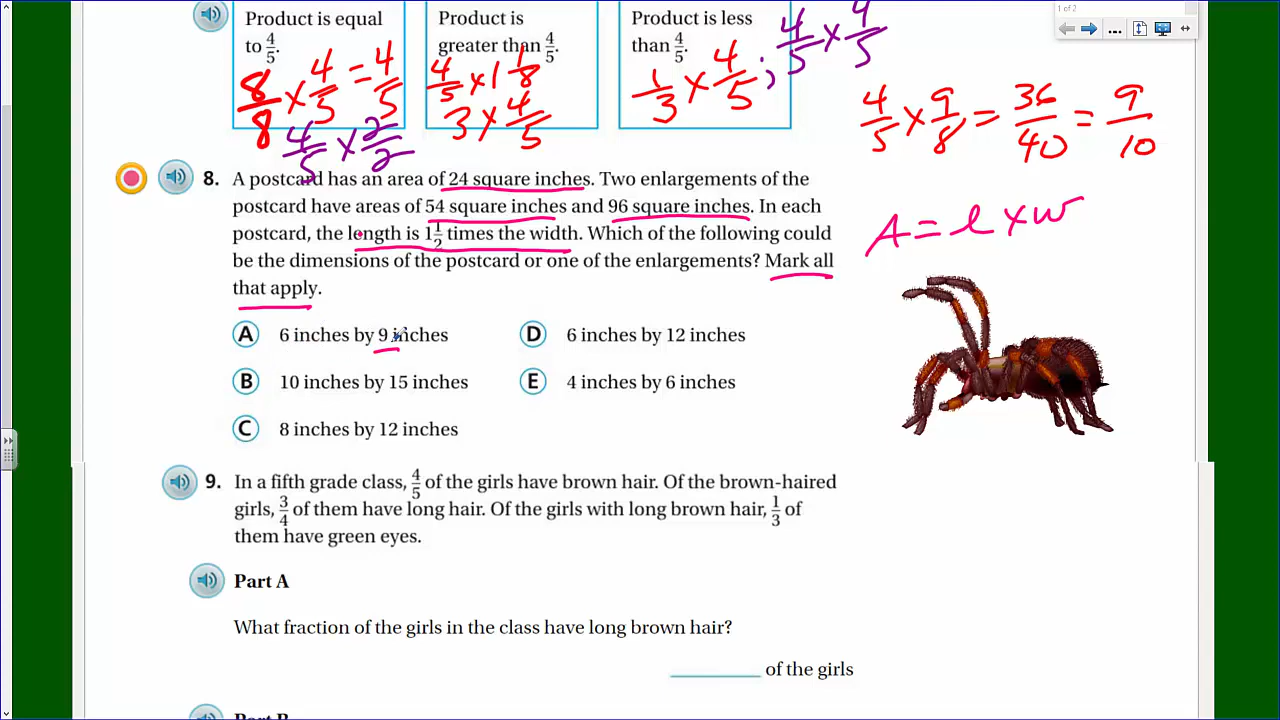 1 of 2
Product is equal
to 4/5.
8/8 × 4/5 = 4/5
4/5 × 2/2
Product is
greater than 4/5.
4/5 × 1 1/8
3 × 4/5
Product is less
than 4/5.
1/3 × 4/5 ; 4/5 × 4/5
4/5 × 9/8 = 36/40 = 9/10
8. A postcard has an area of 24 square inches. Two enlargements of the
postcard have areas of 54 square inches and 96 square inches. In each
postcard, the length is 1 1/2 times the width. Which of the following could
be the dimensions of the postcard or one of the enlargements? Mark all
that apply.
A = l × w
A 6 inches by 9 inches
B 10 inches by 15 inches
C 8 inches by 12 inches
D 6 inches by 12 inches
E 4 inches by 6 inches
9. In a fifth grade class, 4/5 of the girls have brown hair. Of the brown-haired
girls, 3/4 of them have long hair. Of the girls with long brown hair, 1/3 of
them have green eyes.
Part A
What fraction of the girls in the class have long brown hair?
________ of the girls
Part B